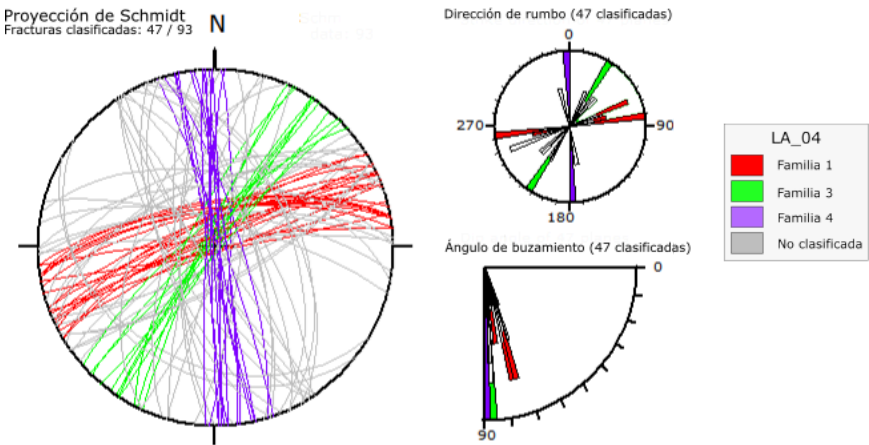 Proyección de Schmidt
Fracturas clasificadas: 47 / 93
N
Dirección de rumbo (47 clasificadas)
0
270
90
180
Ángulo de buzamiento (47 clasificadas)
0
90
LA_04
Familia 1
Familia 3
Familia 4
No clasificada